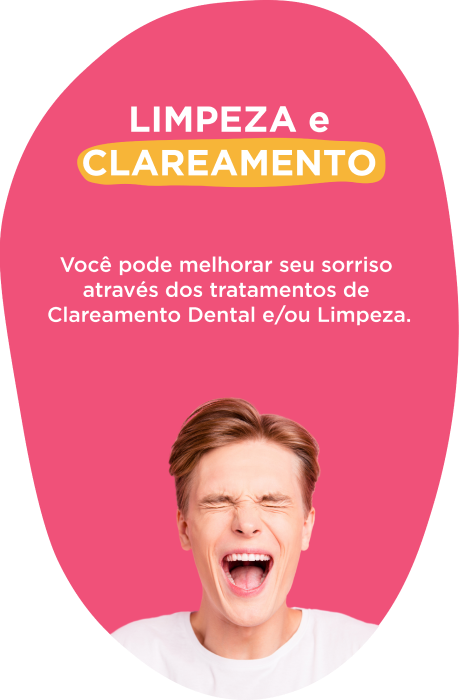 LIMPEZA e
CLAREAMENTO
Você pode melhorar seu sorriso
através dos tratamentos de
Clareamento Dental e/ou Limpeza.